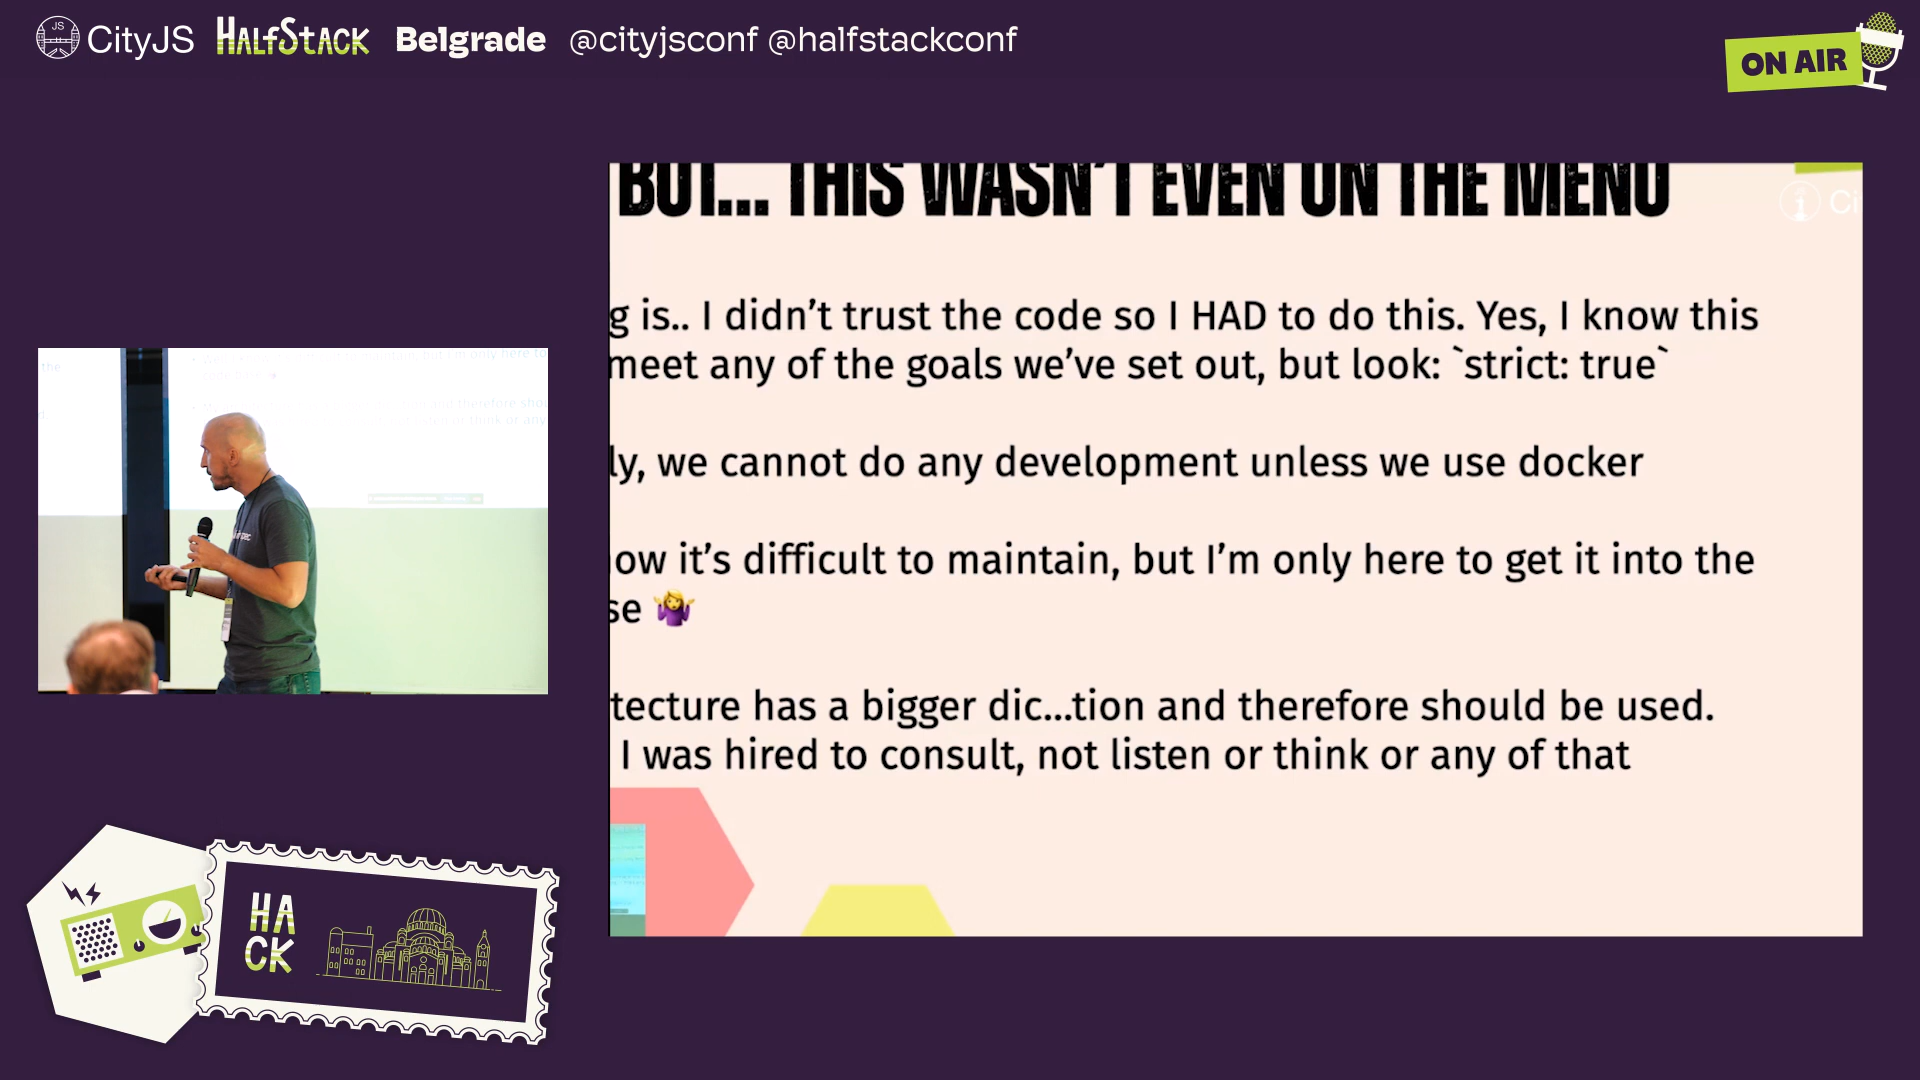 JS
CityJS HALFSTACK Belgrade @cityjsconf @halfstackconf
ON AIR
BUT... THIS WASN'T EVEN ON THE MENU
Ci
g is.. I didn't trust the code so I HAD to do this. Yes, I know this
meet any of the goals we've set out, but look: `strict: true`
ly, we cannot do any development unless we use docker
ow it's difficult to maintain, but I'm only here to get it into the
se 🤷‍♀️
tecture has a bigger dic...tion and therefore should be used.
I was hired to consult, not listen or think or any of that
HA
CK